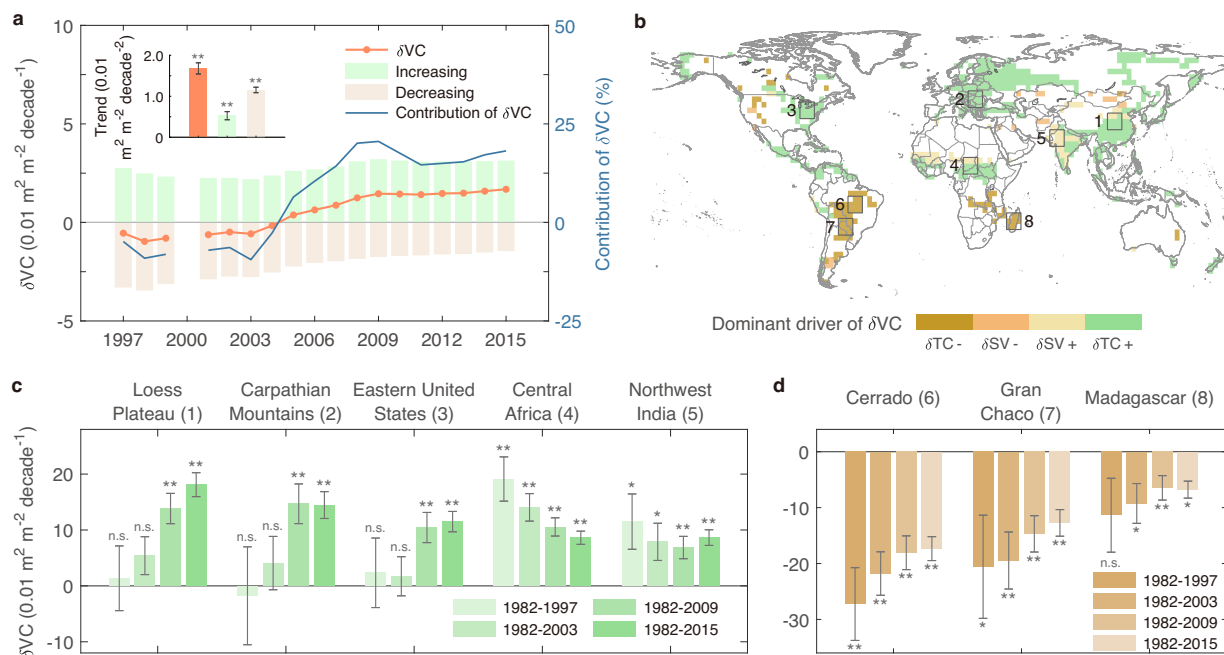 a
10
5
0
-5
δVC (0.01 m² m⁻² decade⁻¹)
1997
2000
2003
2006
2009
2012
2015
50
25
0
-25
Contribution of δVC (%)
Trend (0.01
m² m⁻² decade⁻²)
2.0
1.0
0
**
**
**
δVC
Increasing
Decreasing
Contribution of δVC
b
1
2
3
4
5
6
7
8
Dominant driver of δVC
δTC -
δSV -
δSV +
δTC +
c
Loess
Plateau (1)
Carpathian
Mountains (2)
Eastern United
States (3)
Central
Africa (4)
Northwest
India (5)
δVC (0.01 m² m⁻² decade⁻¹)
20
10
0
-10
n.s.
n.s.
**
**
n.s.
n.s.
**
**
n.s.
n.s.
**
**
**
**
**
**
*
*
**
**
1982-1997
1982-2003
1982-2009
1982-2015
d
Cerrado (6)
Gran
Chaco (7)
Madagascar (8)
0
-10
-20
-30
**
**
**
**
*
**
**
**
n.s.
*
**
*
1982-1997
1982-2003
1982-2009
1982-2015